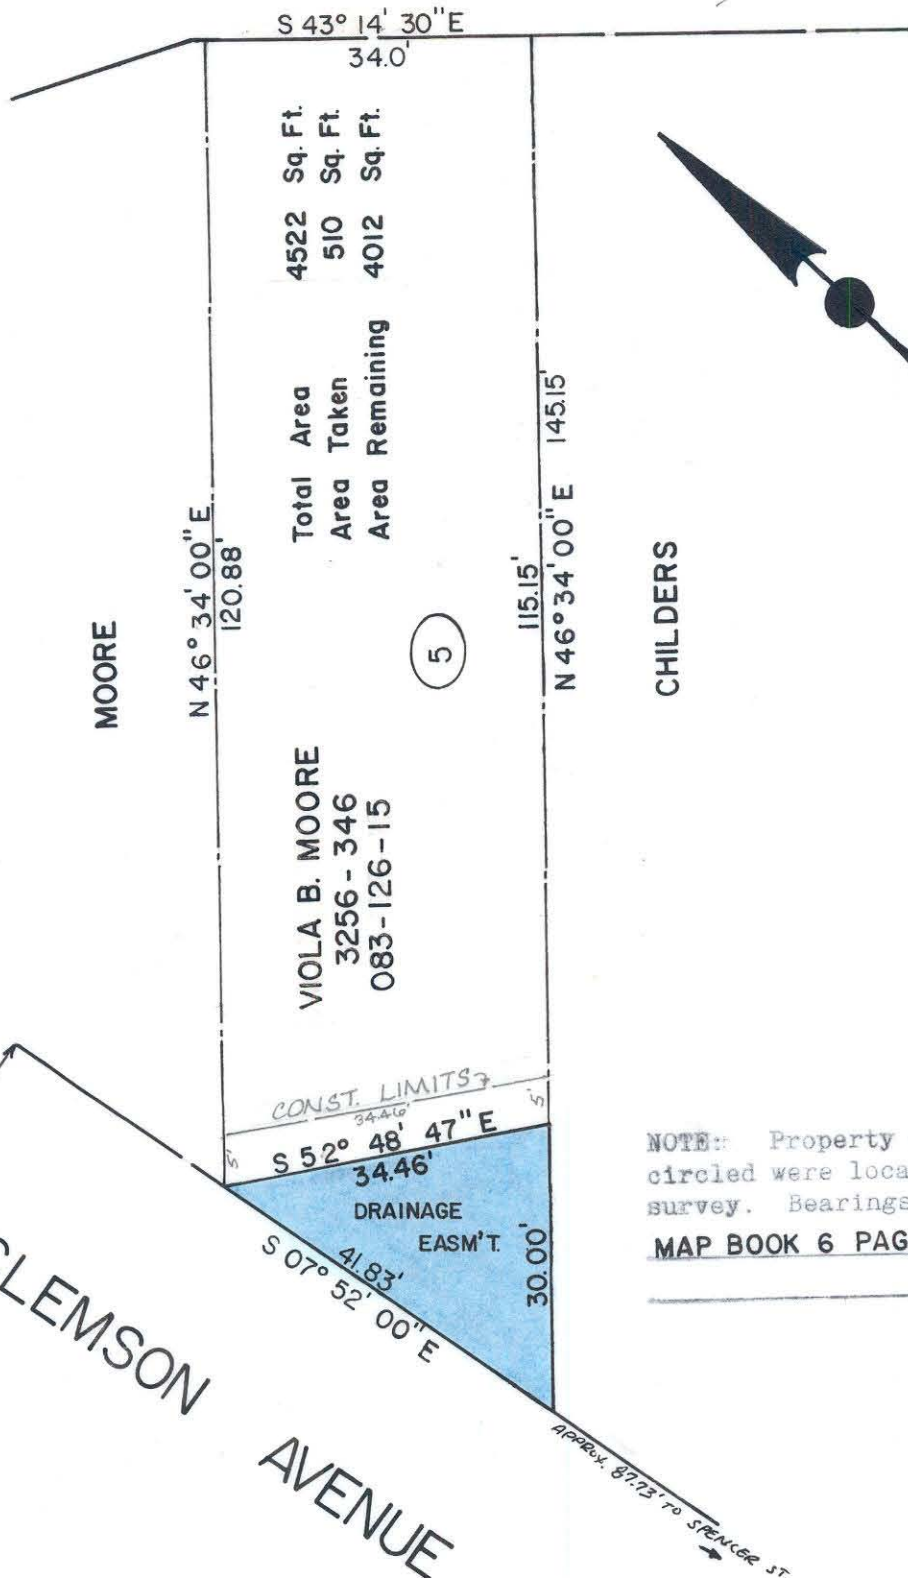 S 43° 14' 30" E
34.0'
Total Area 4522 Sq. Ft.
Area Taken 510 Sq. Ft.
Area Remaining 4012 Sq. Ft.
N 46° 34' 00" E
120.88'
MOORE
115.15'
N 46° 34' 00" E 145.15'
CHILDERS
5
VIOLA B. MOORE
3256 - 346
083-126-15
CONST. LIMITS
34.46'
5'
5'
S 52° 48' 47" E
34.46'
DRAINAGE
EASM'T.
30.00'
41.83'
S 07° 52' 00" E
NOTE: Property
circled were loca
survey. Bearings
MAP BOOK 6 PAG
CLEMSON AVENUE
APPROX. 87.73' TO SPENCER ST